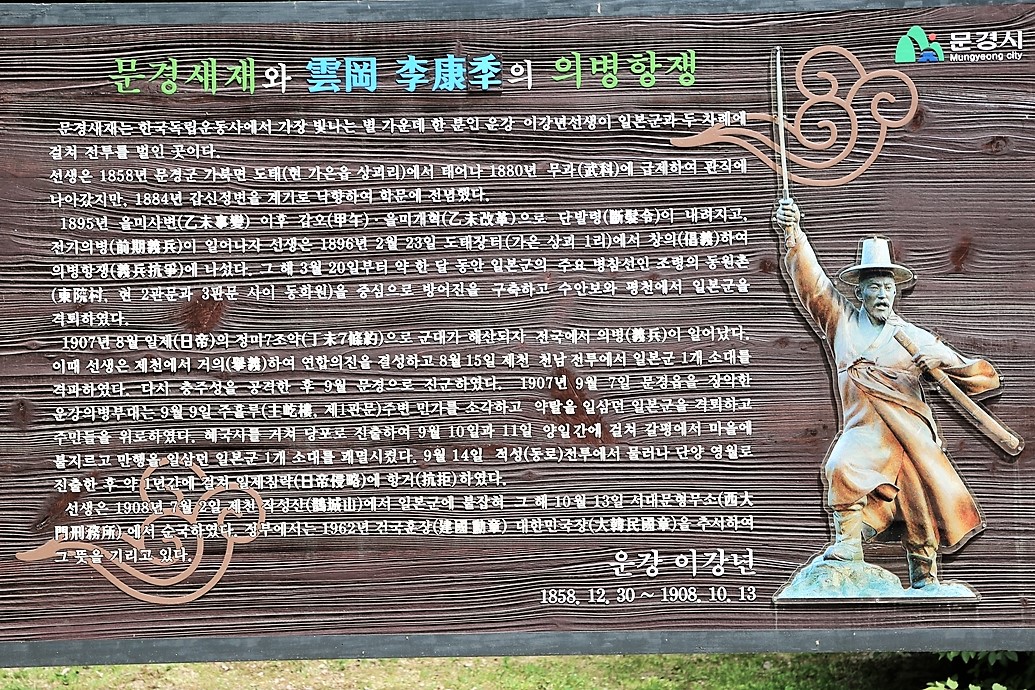 문경시
Mungyeong city
문경새재와 雲岡 李康秊의 의병항쟁
문경새재는 한국독립운동사에서 가장 빛나는 별 가운데 한 분인 운강 이강년선생이 일본군과 두 차례에
걸쳐 전투를 벌인 곳이다.
선생은 1858년 문경군 가북면 도태(현 가은읍 상괴리)에서 태어나 1880년 무과(武科)에 급제하여 관직에
나아갔지만, 1884년 갑신정변을 계기로 낙향하여 학문에 전념했다.
1895년 을미사변(乙未事變) 이후 갑오(甲午)·을미개혁(乙未改革)으로 단발령(斷髮令)이 내려지고,
전기의병(前期義兵)이 일어나자 선생은 1896년 2월 23일 도태장터(가은 상괴 1리)에서 창의(倡義)하여
의병항쟁(義兵抗爭)에 나섰다. 그 해 3월 20일부터 약 한 달 동안 일본군의 주요 병참선인 조령의 동원촌
(東院村, 현 2관문과 3관문 사이 동화원)을 중심으로 방어진을 구축하고 수안보와 평천에서 일본군을
격퇴하였다.
1907년 8월 일제(日帝)의 정미7조약(丁未7條約)으로 군대가 해산되자 전국에서 의병(義兵)이 일어났다.
이때 선생은 제천에서 거의(擧義)하여 연합의진을 결성하고 8월 15일 제천 천남 전투에서 일본군 1개 소대를
격파하였다. 다시 충주성을 공격한 후 9월 문경으로 진군하였다. 1907년 9월 7일 문경읍을 장악한
운강의병부대는 9월 9일 주흘루(主屹樓, 제1관문)주변 민가를 소각하고 약탈을 일삼던 일본군을 격퇴하고
주민들을 위로하였다. 혜국사를 거쳐 당포로 진출하여 9월 10일과 11일 양일간에 걸쳐 갈평에서 마을에
불지르고 만행을 일삼던 일본군 1개 소대를 궤멸시켰다. 9월 14일 적성(동로)전투에서 물러나 단양 영월로
진출한 후 약 1년간에 걸쳐 일제침략(日帝侵略)에 항거(抗拒)하였다.
선생은 1908년 7월 2일 제천 작성산(鵲城山)에서 일본군에 붙잡혀 그 해 10월 13일 서대문형무소(西大
門刑務所) 에서 순국하였다. 정부에서는 1962년 건국훈장(建國勳章) 대한민국장(大韓民國章)을 추서하여
그 뜻을 기리고 있다.
운강 이강년
1858. 12. 30 ~ 1908. 10. 13